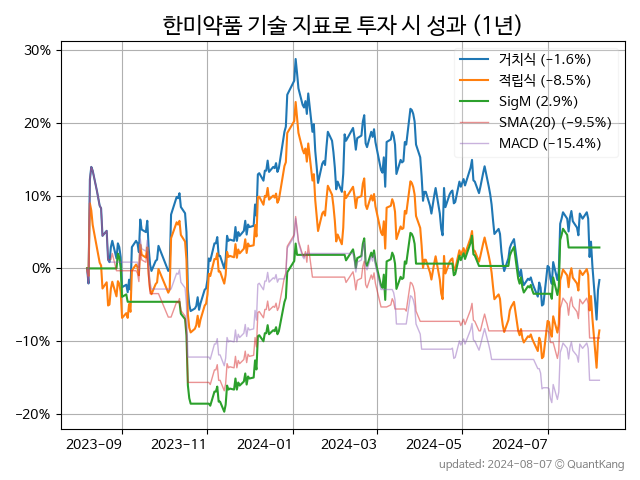 한미약품 기술 지표로 투자 시 성과 (1년)
30%
20%
10%
0%
−10%
−20%
거치식 (−1.6%)
적립식 (−8.5%)
SigM (2.9%)
SMA(20) (−9.5%)
MACD (−15.4%)
2023-09
2023-11
2024-01
2024-03
2024-05
2024-07
updated: 2024-08-07 © QuantKang